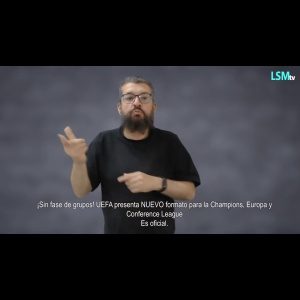 LSMtv
¡Sin fase de grupos! UEFA presenta NUEVO formato para la Champions, Europa y
Conference League
Es oficial.